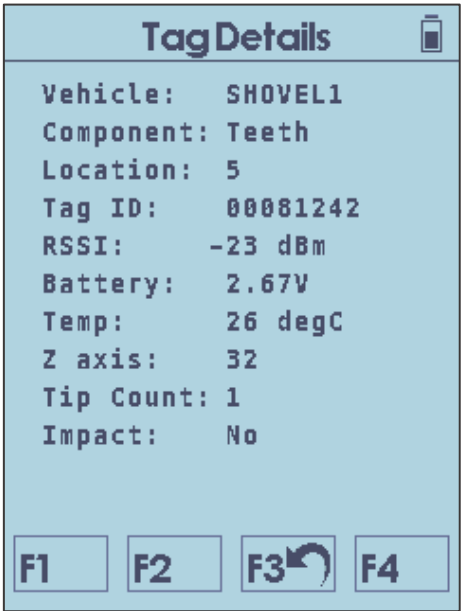 Tag Details
Vehicle: SHOVEL1
Component: Teeth
Location: 5
Tag ID: 00081242
RSSI: -23 dBm
Battery: 2.67V
Temp: 26 degC
Z axis: 32
Tip Count: 1
Impact: No
F1 F2 F3 F4